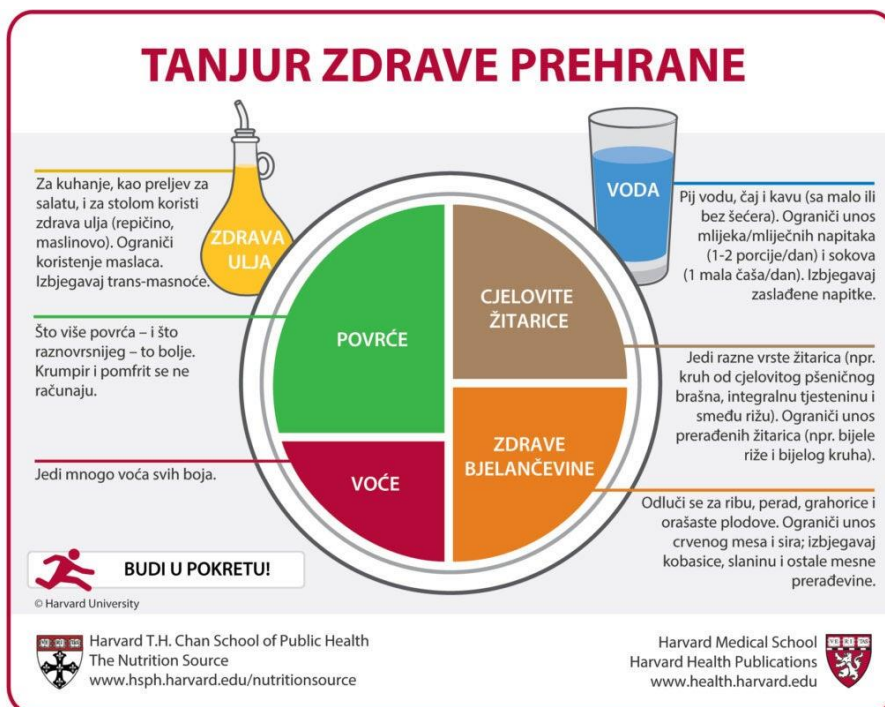 TANJUR ZDRAVE PREHRANE
Za kuhanje, kao preljev za
salatu, i za stolom koristi
zdrava ulja (repičino,
maslinovo). Ograniči
korištenje maslaca.
Izbjegavaj trans-masnoće.
ZDRAVA
ULJA
VODA
Pij vodu, čaj i kavu (sa malo ili
bez šećera). Ograniči unos
mlijeka/mliječnih napitaka
(1-2 porcije/dan) i sokova
(1 mala čaša/dan). Izbjegavaj
zaslađene napitke.
Što više povrća – i što
raznovrsnijeg – to bolje.
Krumpir i pomfrit se ne
računaju.
POVRĆE
CJELOVITE
ŽITARICE
Jedi razne vrste žitarica (npr.
kruh od cjelovitog pšeničnog
brašna, integralnu tjesteninu i
smeđu rižu). Ograniči unos
prerađenih žitarica (npr. bijele
riže i bijelog kruha).
Jedi mnogo voća svih boja.
VOĆE
ZDRAVE
BJELANČEVINE
Odluči se za ribu, perad, grahorice i
orašaste plodove. Ograniči unos
crvenog mesa i sira; izbjegavaj
kobasice, slaninu i ostale mesne
prerađevine.
BUDI U POKRETU!
© Harvard University
Harvard T.H. Chan School of Public Health
The Nutrition Source
www.hsph.harvard.edu/nutritionsource
Harvard Medical School
Harvard Health Publications
www.health.harvard.edu